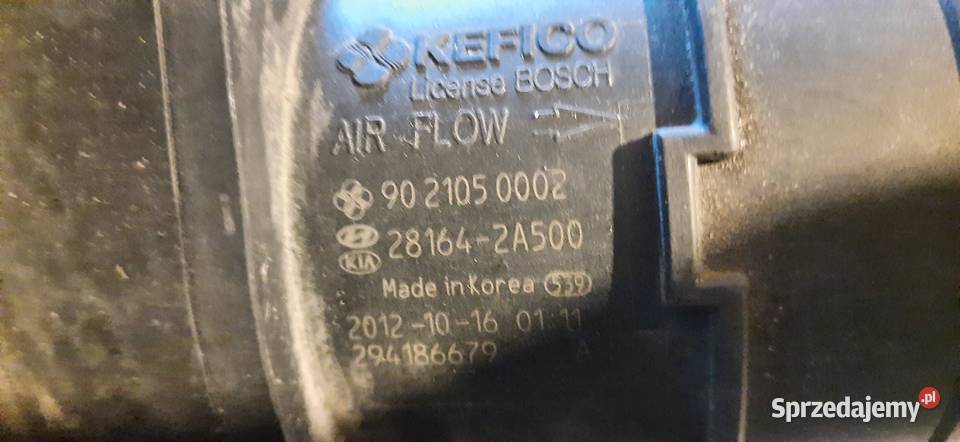 KEFICO
License BOSCH
AIR FLOW
90 2105 0002
28164-2A500
KIA
Made in Korea 539
2012-10-16 01:11
294186679 A
Sprzedajemy.pl